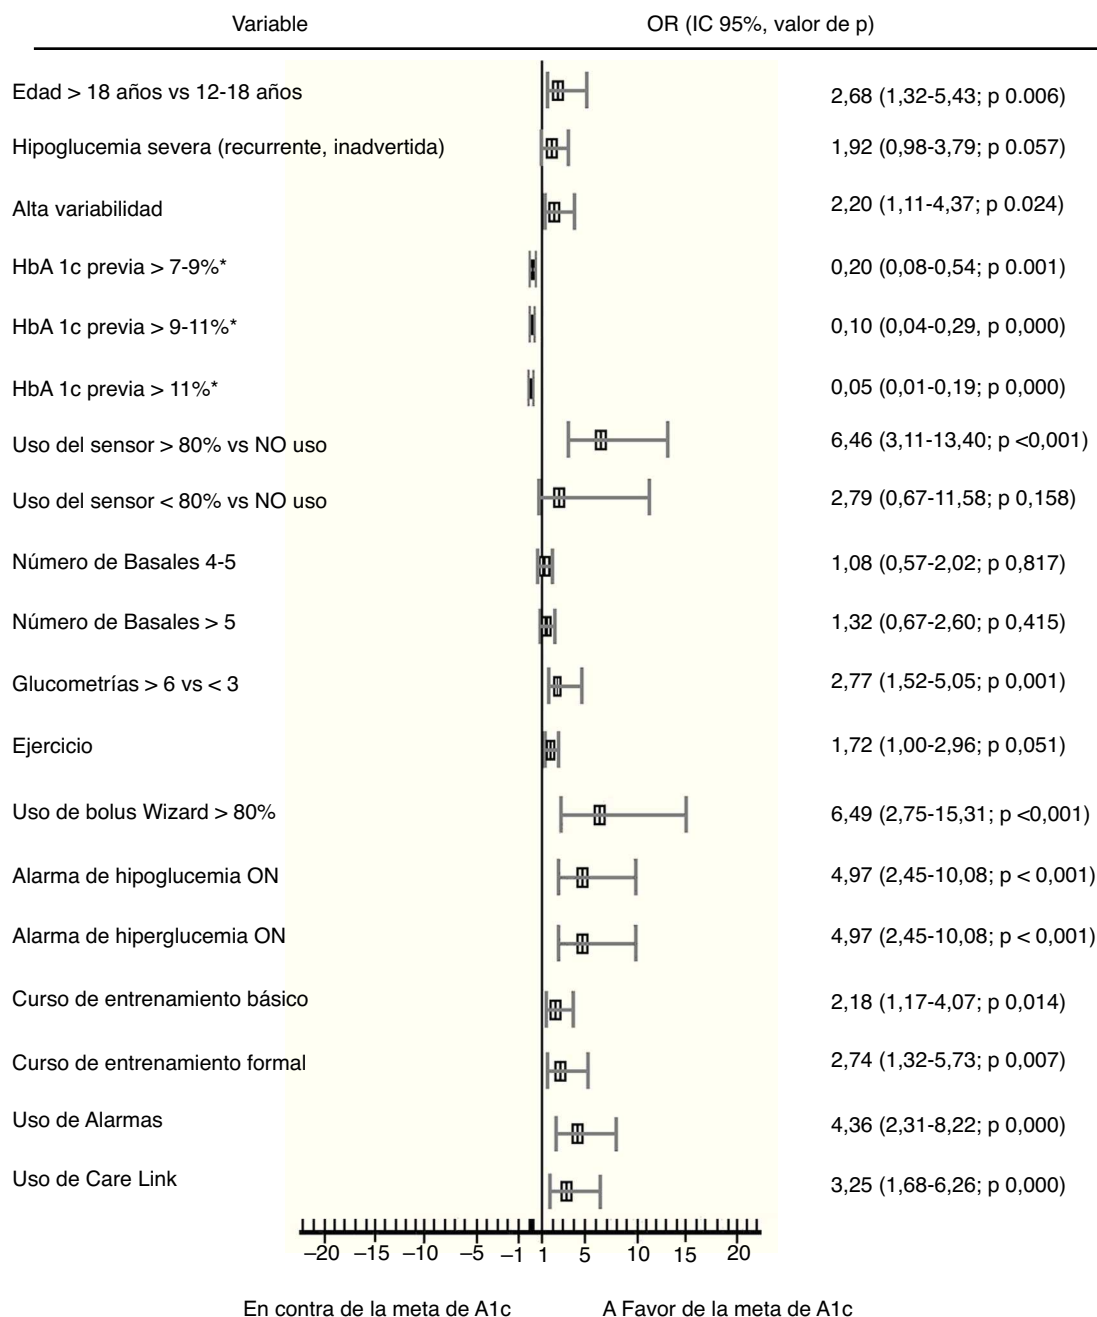 Variable OR (IC 95%, valor de p)
Edad > 18 años vs 12-18 años 2,68 (1,32-5,43; p 0.006)
Hipoglucemia severa (recurrente, inadvertida) 1,92 (0,98-3,79; p 0.057)
Alta variabilidad 2,20 (1,11-4,37; p 0.024)
HbA 1c previa > 7-9%* 0,20 (0,08-0,54; p 0.001)
HbA 1c previa > 9-11%* 0,10 (0,04-0,29, p 0,000)
HbA 1c previa > 11%* 0,05 (0,01-0,19; p 0,000)
Uso del sensor > 80% vs NO uso 6,46 (3,11-13,40; p <0,001)
Uso del sensor < 80% vs NO uso 2,79 (0,67-11,58; p 0,158)
Número de Basales 4-5 1,08 (0,57-2,02; p 0,817)
Número de Basales > 5 1,32 (0,67-2,60; p 0,415)
Glucometrías > 6 vs < 3 2,77 (1,52-5,05; p 0,001)
Ejercicio 1,72 (1,00-2,96; p 0,051)
Uso de bolus Wizard > 80% 6,49 (2,75-15,31; p <0,001)
Alarma de hipoglucemia ON 4,97 (2,45-10,08; p < 0,001)
Alarma de hiperglucemia ON 4,97 (2,45-10,08; p < 0,001)
Curso de entrenamiento básico 2,18 (1,17-4,07; p 0,014)
Curso de entrenamiento formal 2,74 (1,32-5,73; p 0,007)
Uso de Alarmas 4,36 (2,31-8,22; p 0,000)
Uso de Care Link 3,25 (1,68-6,26; p 0,000)
–20 –15 –10 –5 –1 1 5 10 15 20
En contra de la meta de A1c A Favor de la meta de A1c